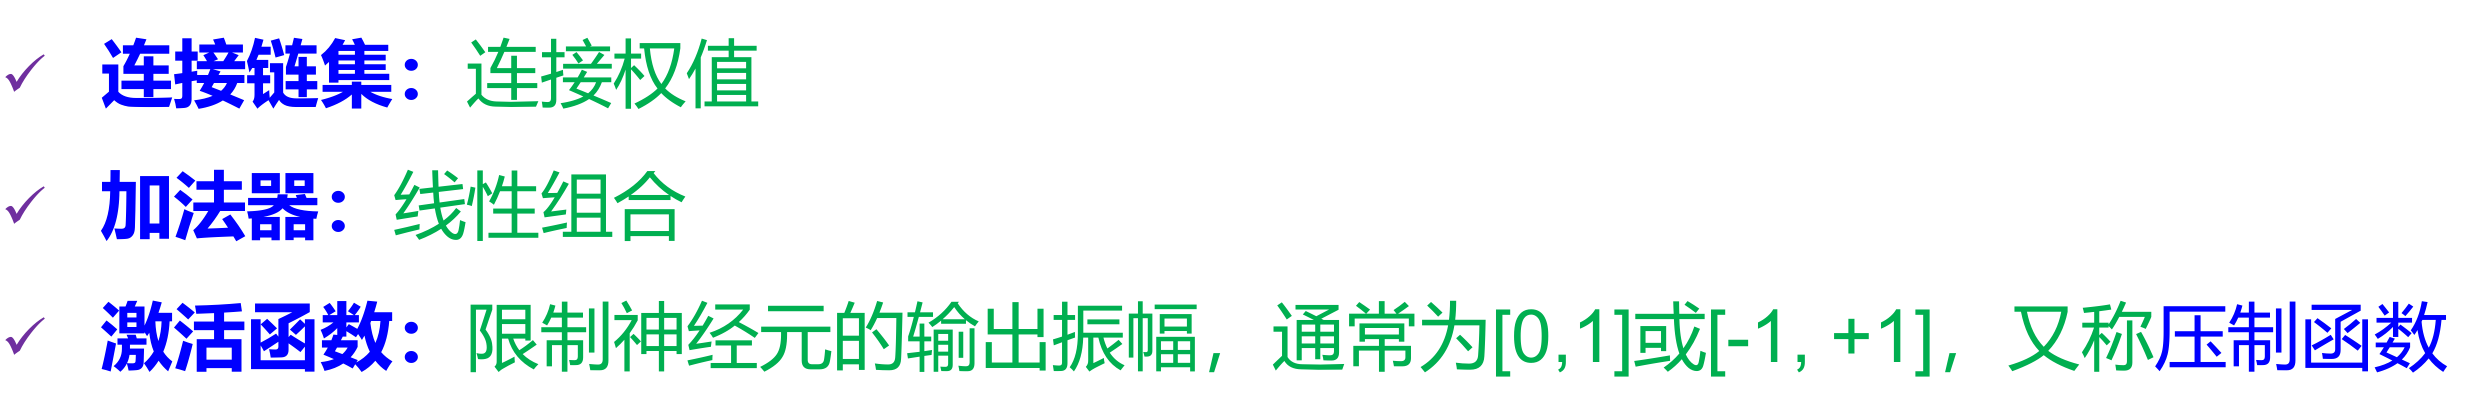 ✓ 连接链集：连接权值
✓ 加法器：线性组合
✓ 激活函数：限制神经元的输出振幅，通常为[0,1]或[-1, +1]，又称压制函数